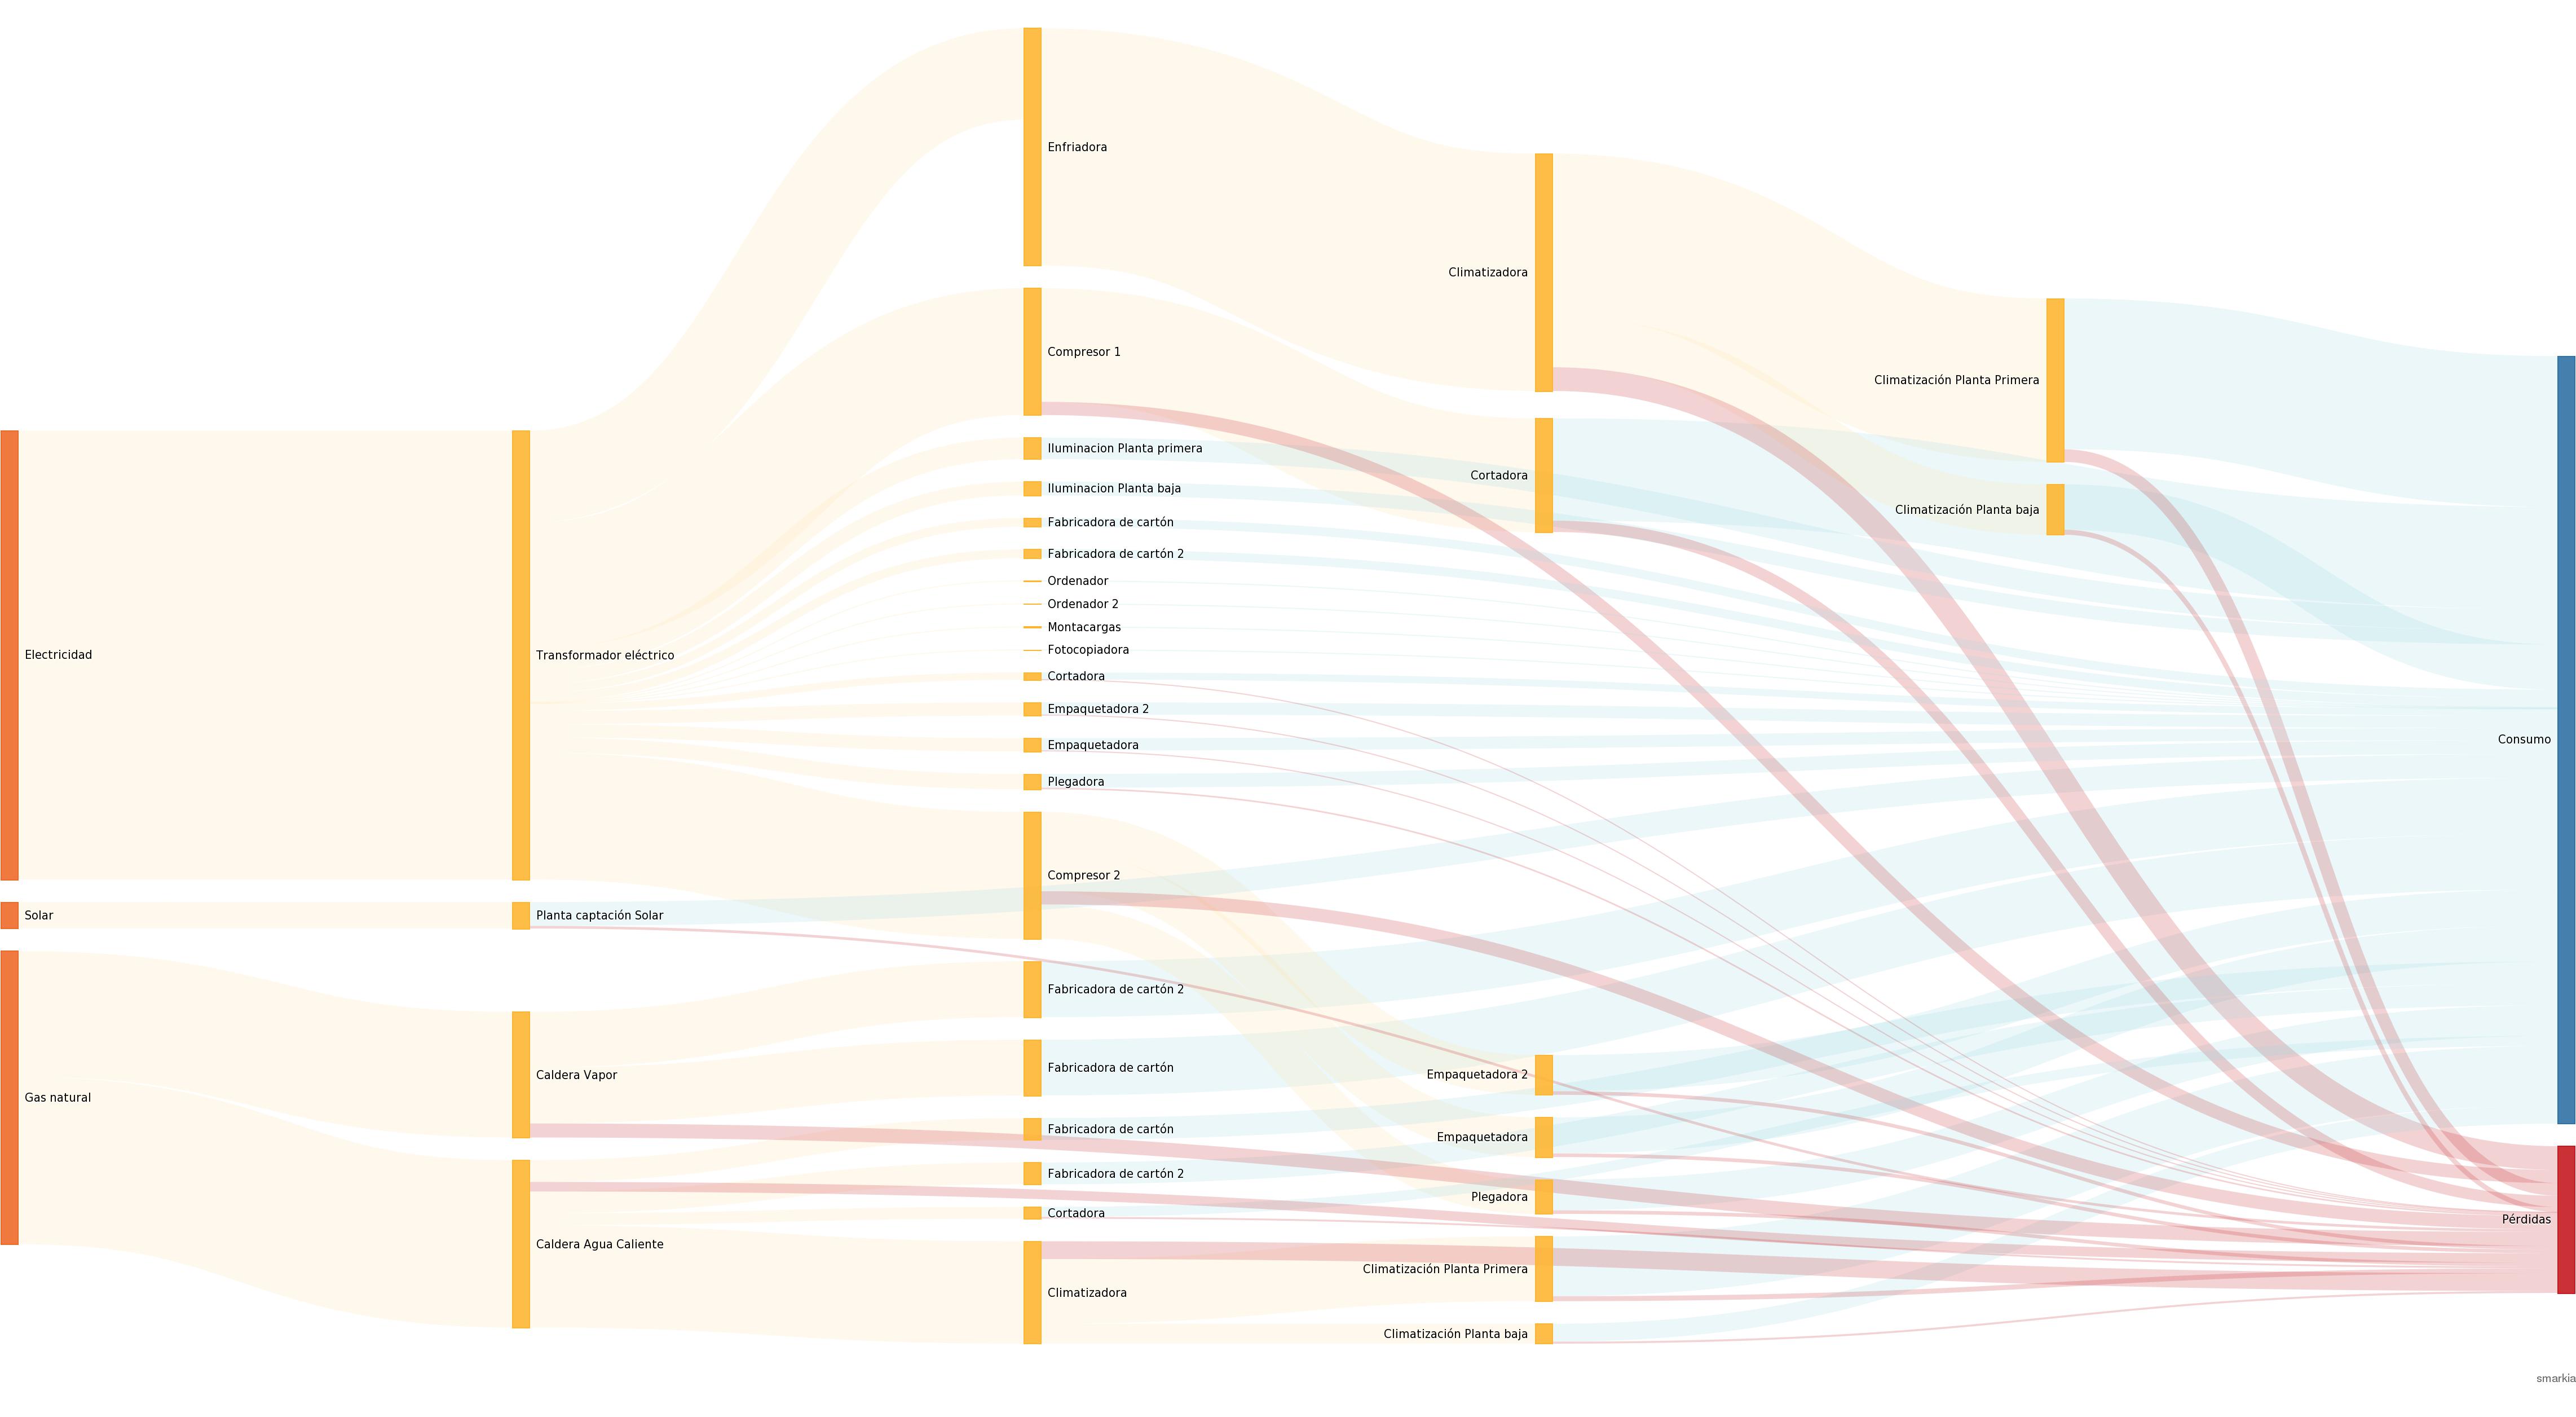 Electricidad
Solar
Gas natural
Transformador eléctrico
Planta captación Solar
Caldera Vapor
Caldera Agua Caliente
Enfriadora
Compresor 1
Iluminacion Planta primera
Iluminacion Planta baja
Fabricadora de cartón
Fabricadora de cartón 2
Ordenador
Ordenador 2
Montacargas
Fotocopiadora
Cortadora
Empaquetadora 2
Empaquetadora
Plegadora
Compresor 2
Fabricadora de cartón 2
Fabricadora de cartón
Fabricadora de cartón
Fabricadora de cartón 2
Cortadora
Climatizadora
Climatizadora
Cortadora
Empaquetadora 2
Empaquetadora
Plegadora
Climatización Planta Primera
Climatización Planta baja
Climatización Planta Primera
Climatización Planta baja
Consumo
Pérdidas
smarkia